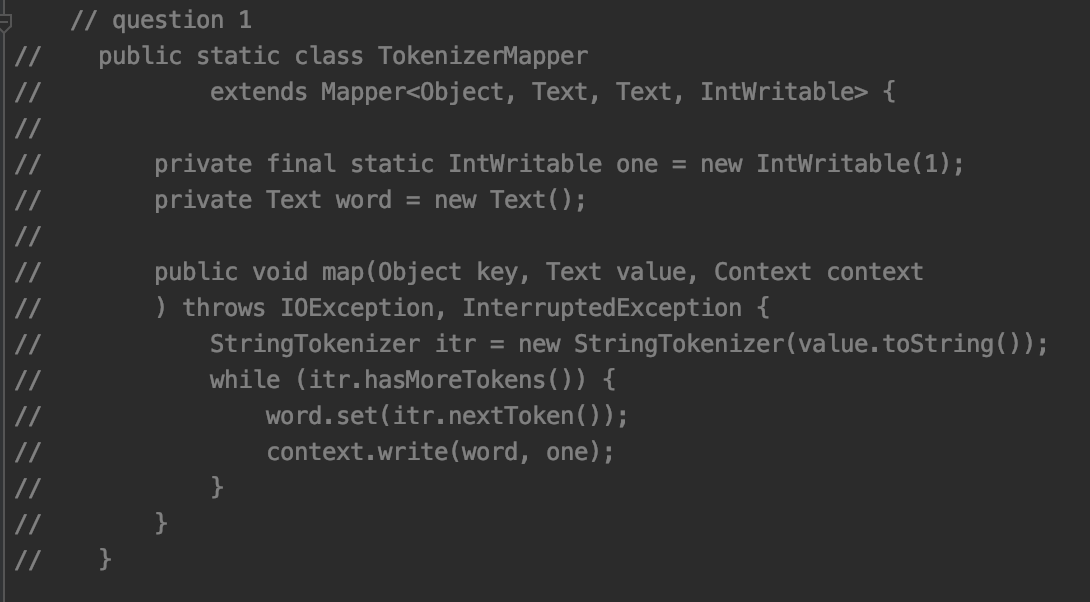 // question 1
//    public static class TokenizerMapper
//            extends Mapper<Object, Text, Text, IntWritable> {
//
//        private final static IntWritable one = new IntWritable(1);
//        private Text word = new Text();
//
//        public void map(Object key, Text value, Context context
//        ) throws IOException, InterruptedException {
//            StringTokenizer itr = new StringTokenizer(value.toString());
//            while (itr.hasMoreTokens()) {
//                word.set(itr.nextToken());
//                context.write(word, one);
//            }
//        }
//    }